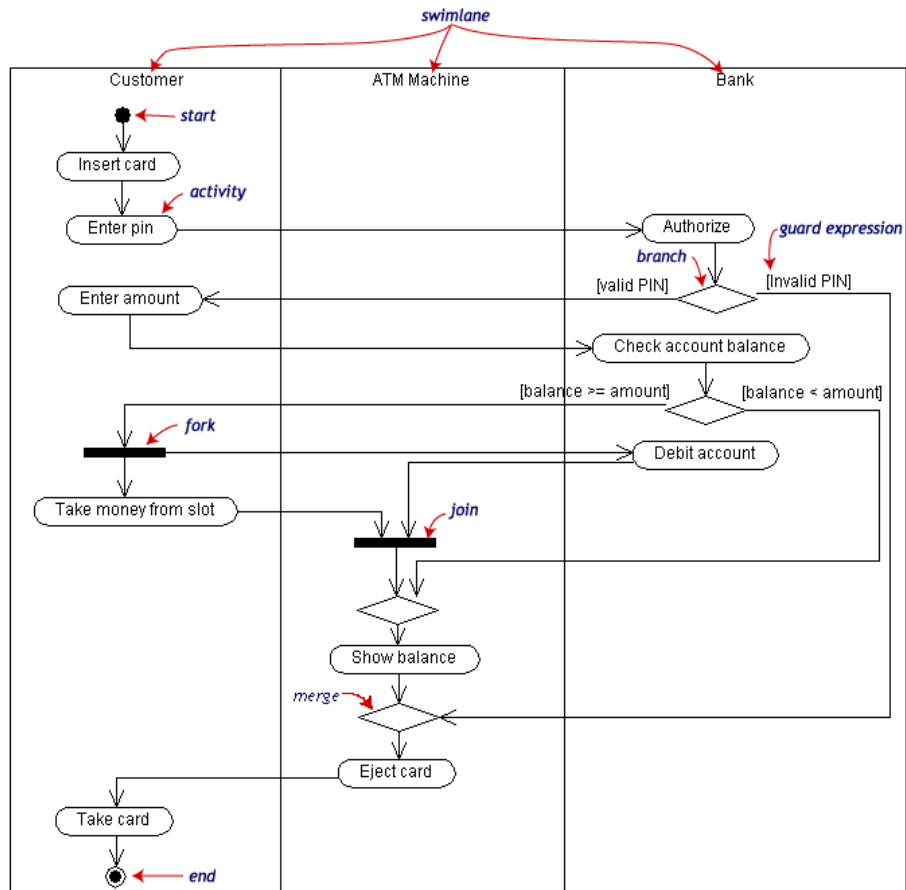 swimlane
Customer
ATM Machine
Bank
start
Insert card
activity
Enter pin
Authorize
guard expression
branch
Enter amount
[valid PIN]
[Invalid PIN]
Check account balance
[balance >= amount]
[balance < amount]
fork
Debit account
Take money from slot
join
Show balance
merge
Eject card
Take card
end